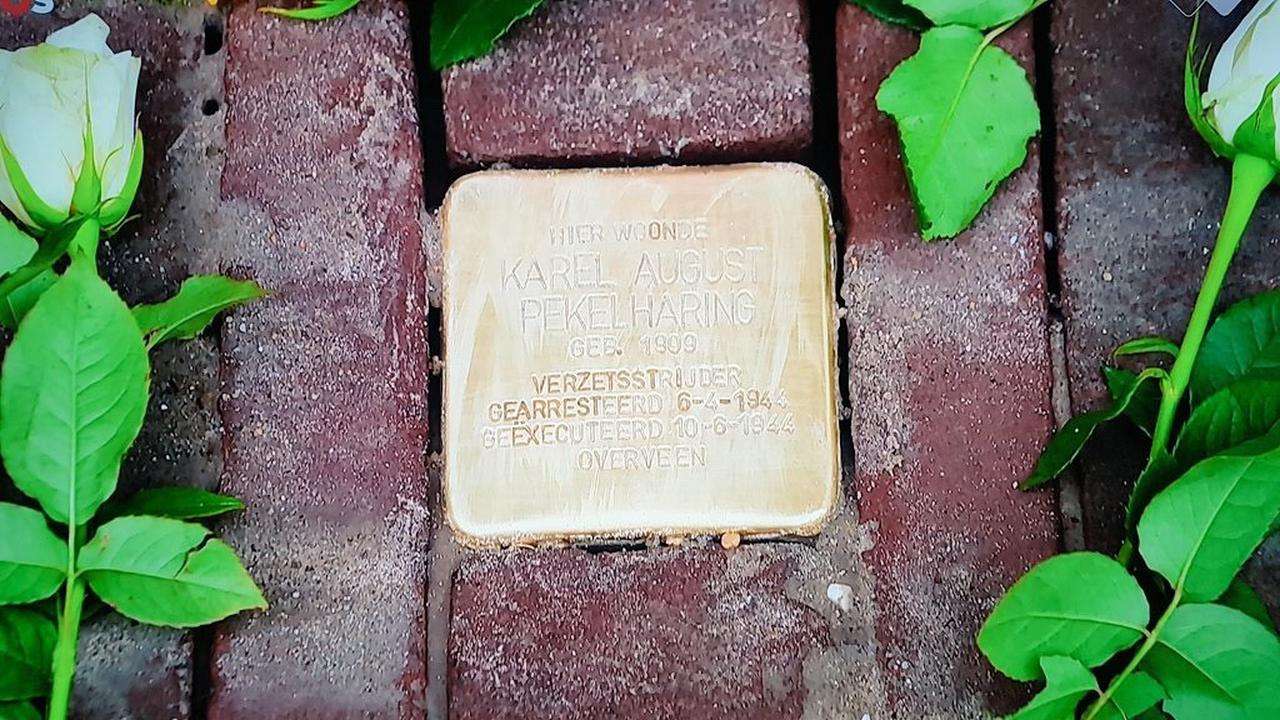 HIER WOONDE
KAREL AUGUST
PEKELHARING
GEB. 1909
VERZETSSTRIJDER
GEARRESTEERD 6-4-1944
GEËXECUTEERD 10-6-1944
OVERVEEN